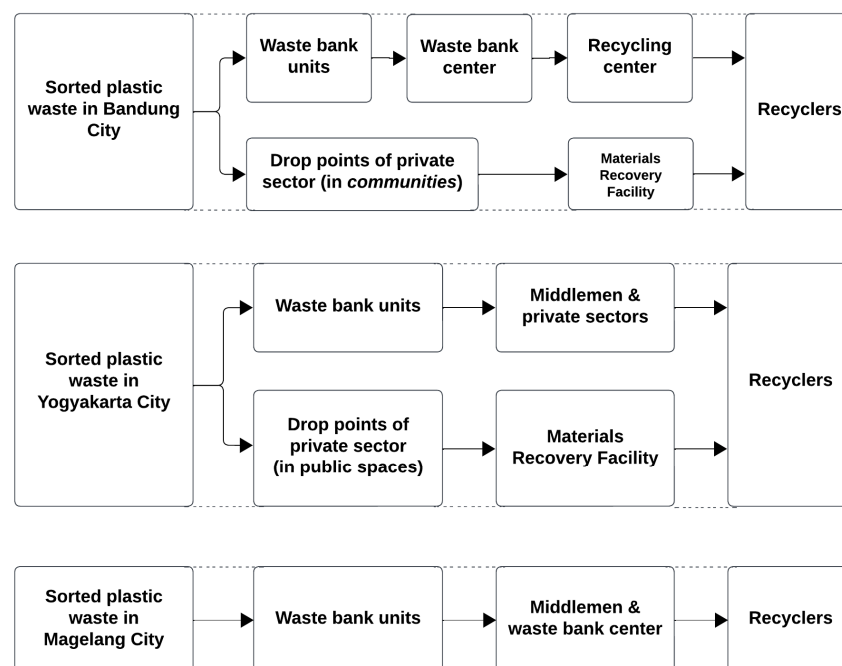 Sorted plastic
waste in Bandung
City
Waste bank
units
Waste bank
center
Recycling
center
Drop points of private
sector (in communities)
Materials
Recovery
Facility
Recyclers
Sorted plastic
waste in
Yogyakarta City
Waste bank units
Middlemen &
private sectors
Drop points of
private sector
(in public spaces)
Materials
Recovery Facility
Recyclers
Sorted plastic
waste in
Magelang City
Waste bank units
Middlemen &
waste bank center
Recyclers